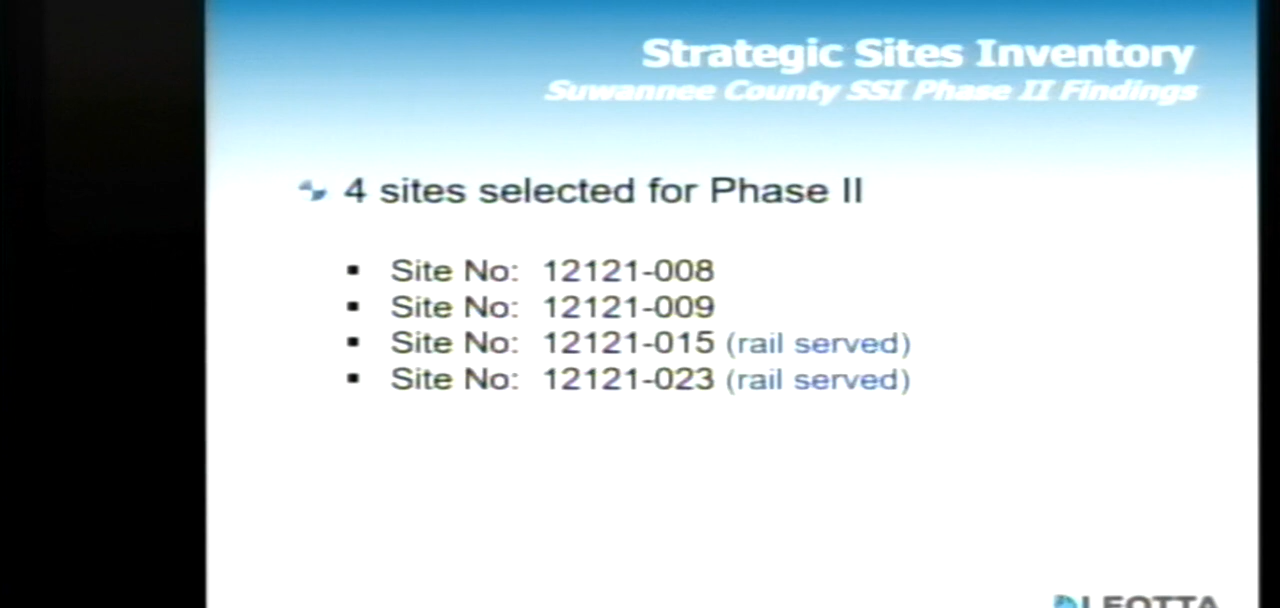 Strategic Sites Inventory
Suwannee County SSI Phase II Findings
4 sites selected for Phase II
Site No: 12121-008
Site No: 12121-009
Site No: 12121-015 (rail served)
Site No: 12121-023 (rail served)
LEOTTA